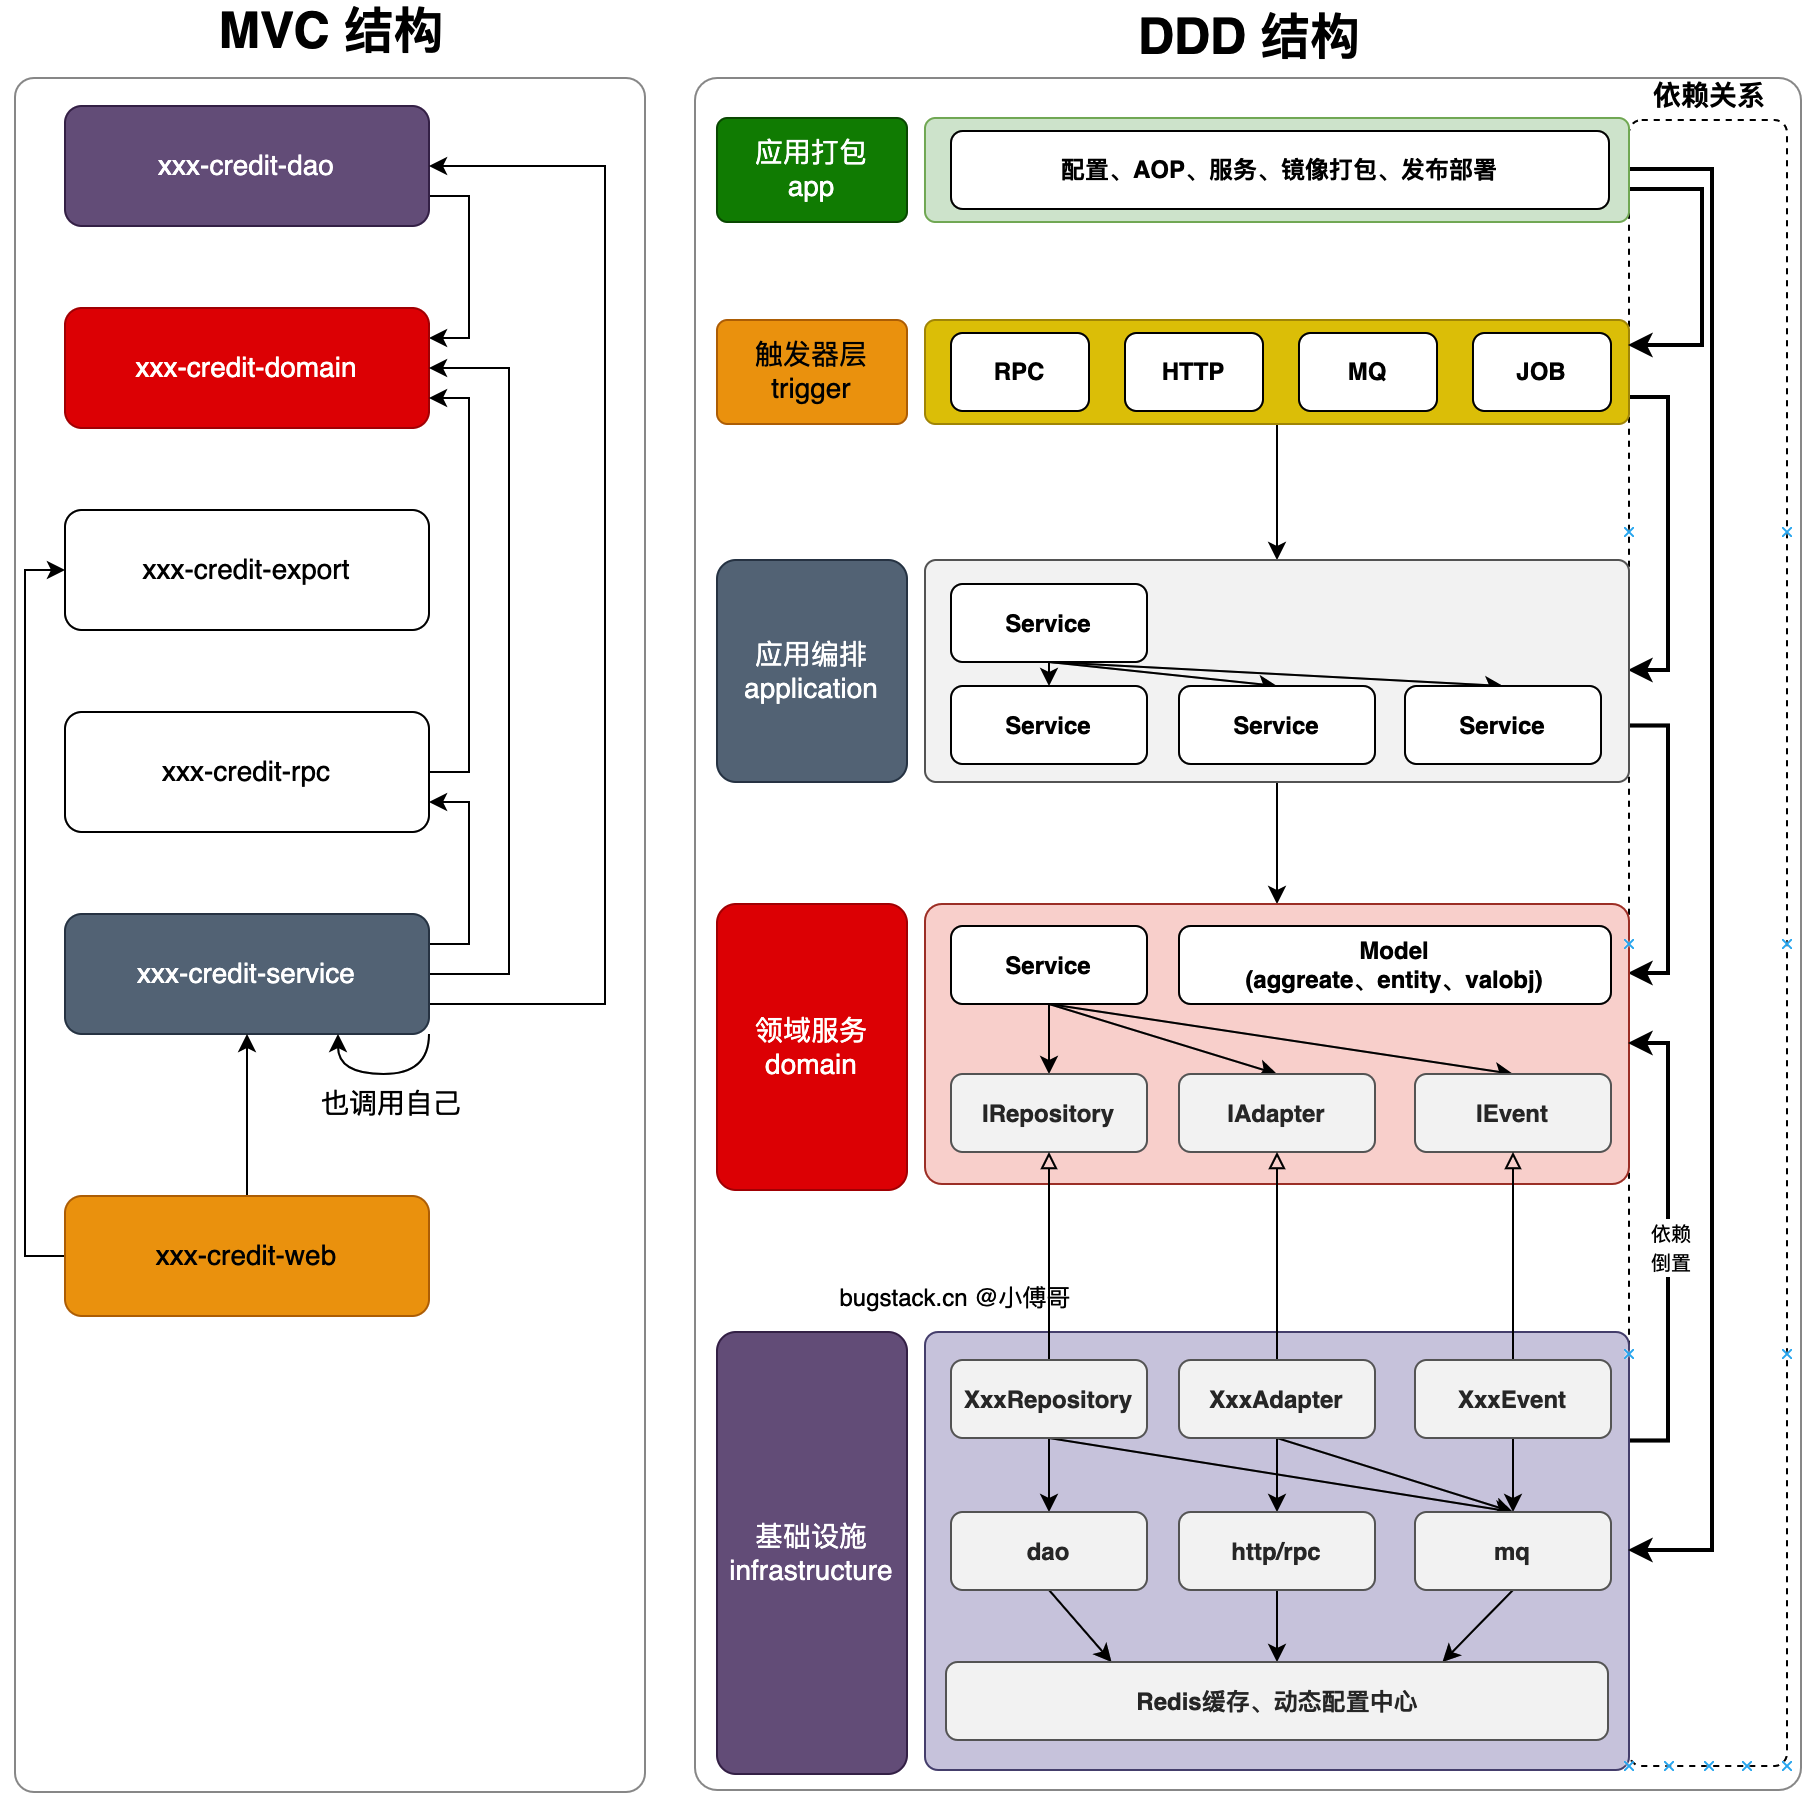 MVC 结构
xxx-credit-dao
xxx-credit-domain
xxx-credit-export
xxx-credit-rpc
xxx-credit-service
也调用自己
xxx-credit-web
DDD 结构
依赖关系
应用打包
app
配置、AOP、服务、镜像打包、发布部署
触发器层
trigger
RPC
HTTP
MQ
JOB
应用编排
application
Service
Service
Service
Service
领域服务
domain
Service
Model
(aggreate、entity、valobj)
IRepository
IAdapter
IEvent
依赖
倒置
bugstack.cn @小傅哥
基础设施
infrastructure
XxxRepository
XxxAdapter
XxxEvent
dao
http/rpc
mq
Redis缓存、动态配置中心